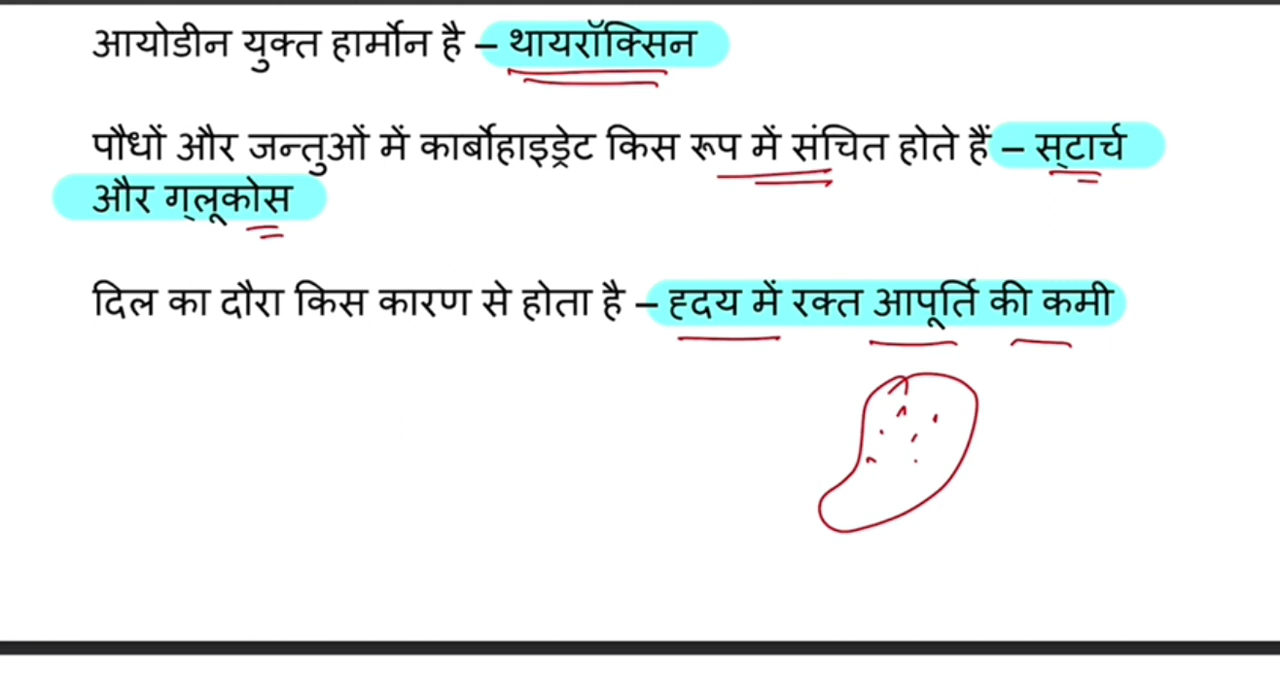 आयोडीन युक्त हार्मोन है – थायरॉक्सिन
पौधों और जन्तुओं में कार्बोहाइड्रेट किस रूप में संचित होते हैं – स्टार्च
और ग्लूकोस
दिल का दौरा किस कारण से होता है – ह्दय में रक्त आपूर्ति की कमी